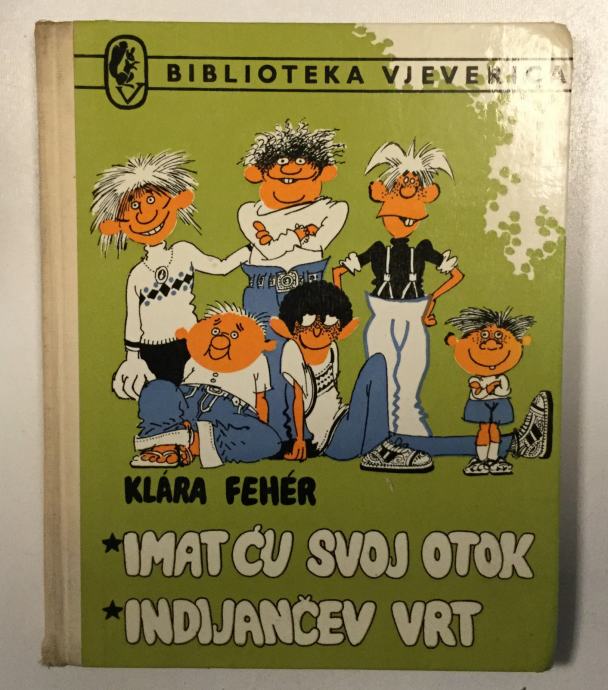 BIBLIOTEKA VJEVERICA
KLÁRA FEHÉR
*IMAT ĆU SVOJ OTOK
*INDIJANČEV VRT